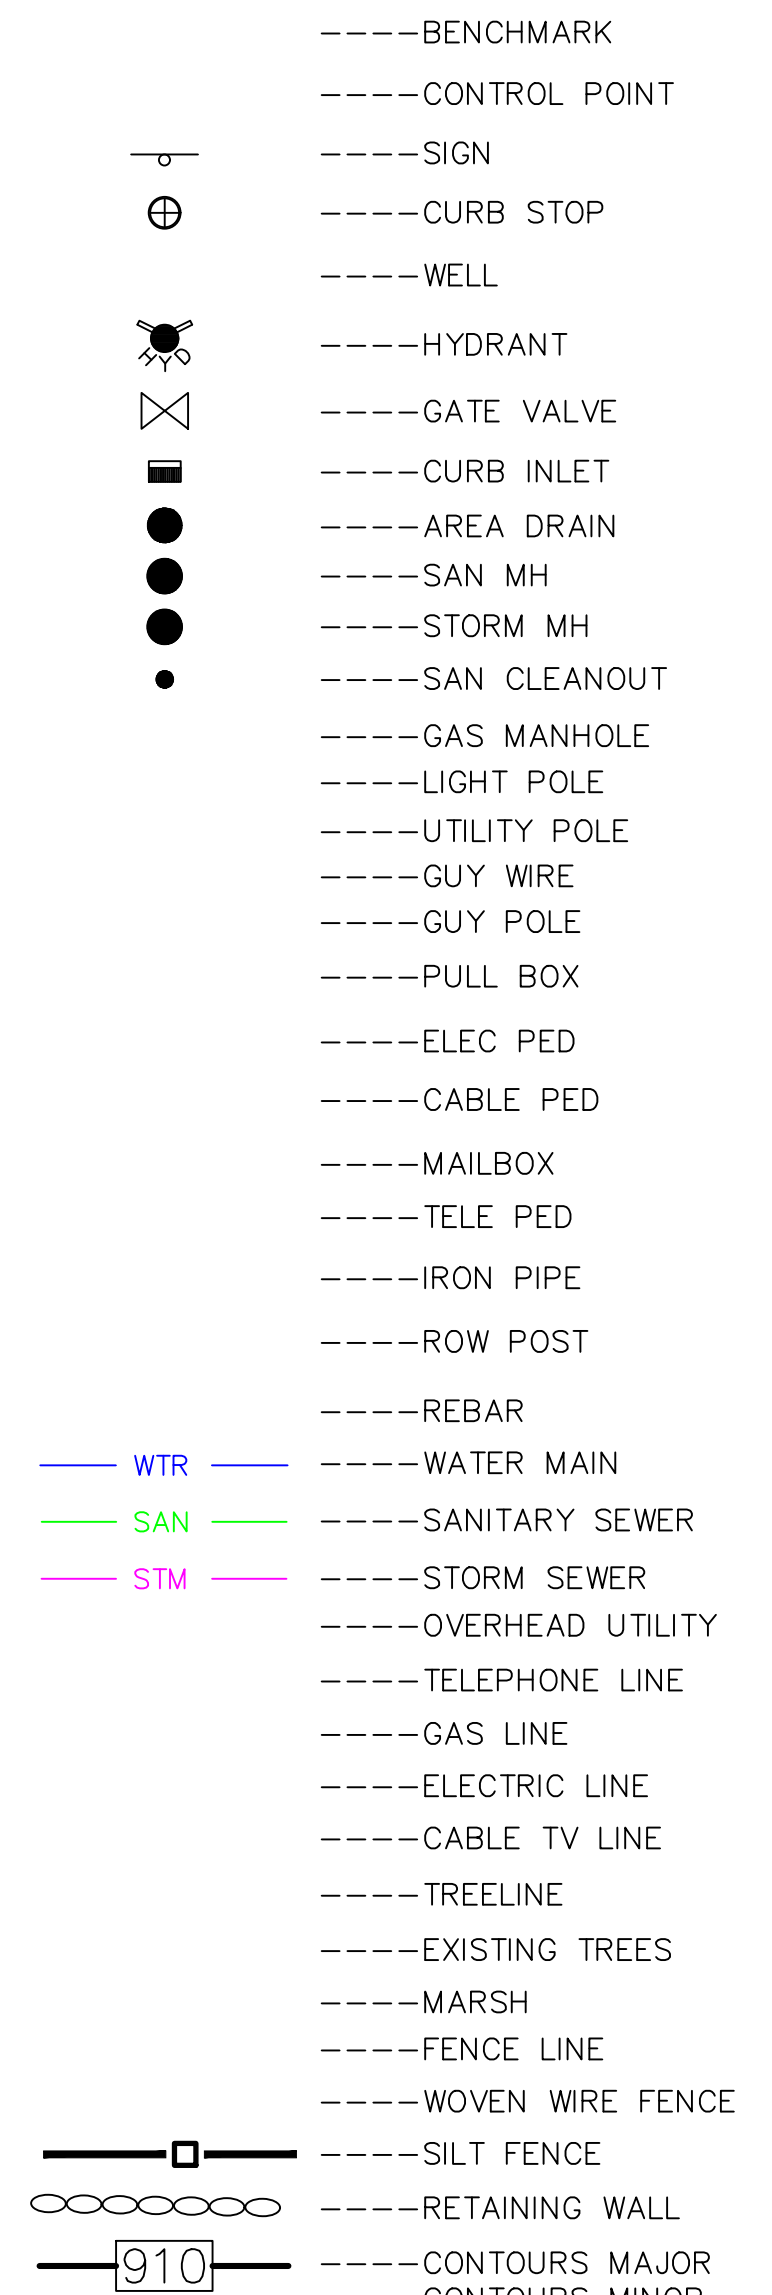 ----BENCHMARK
----CONTROL POINT
----SIGN
----CURB STOP
----WELL
HYD ----HYDRANT
----GATE VALVE
----CURB INLET
----AREA DRAIN
----SAN MH
----STORM MH
----SAN CLEANOUT
----GAS MANHOLE
----LIGHT POLE
----UTILITY POLE
----GUY WIRE
----GUY POLE
----PULL BOX
----ELEC PED
----CABLE PED
----MAILBOX
----TELE PED
----IRON PIPE
----ROW POST
----REBAR
WTR ----WATER MAIN
SAN ----SANITARY SEWER
STM ----STORM SEWER
----OVERHEAD UTILITY
----TELEPHONE LINE
----GAS LINE
----ELECTRIC LINE
----CABLE TV LINE
----TREELINE
----EXISTING TREES
----MARSH
----FENCE LINE
----WOVEN WIRE FENCE
----SILT FENCE
----RETAINING WALL
910 ----CONTOURS MAJOR